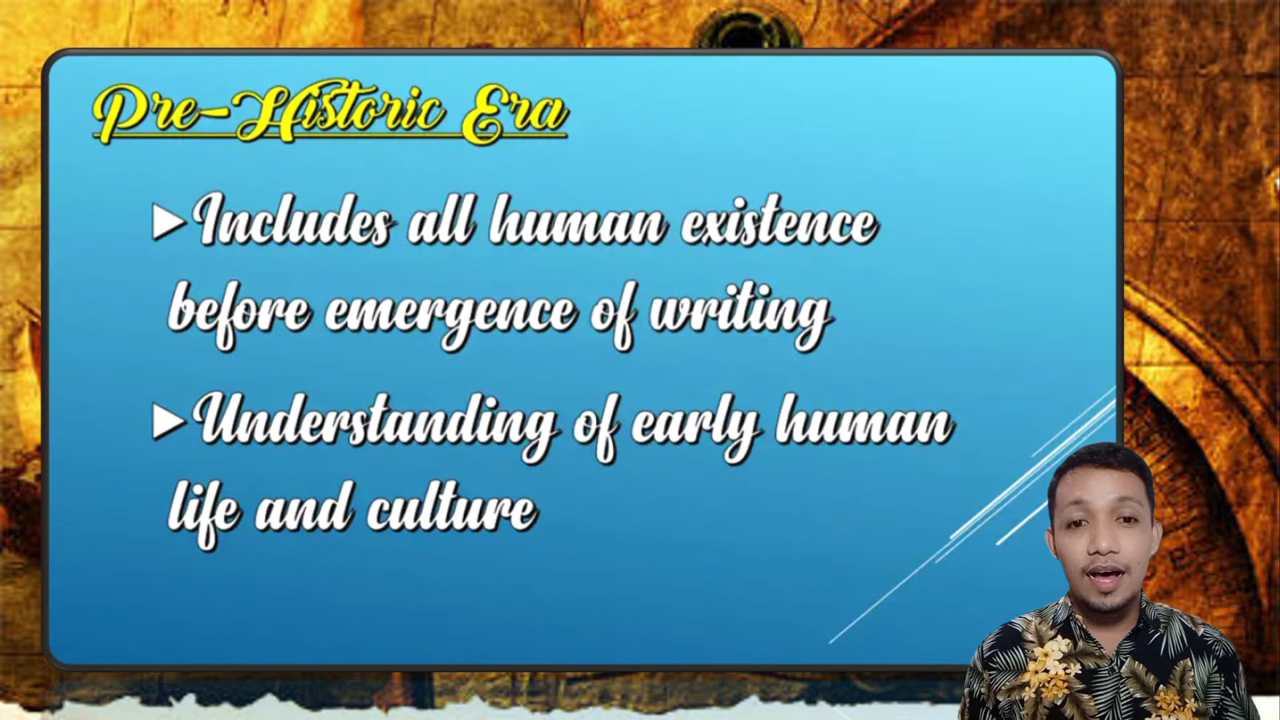 Pre-Historic Era
▶Includes all human existence
before emergence of writing
▶Understanding of early human
life and culture